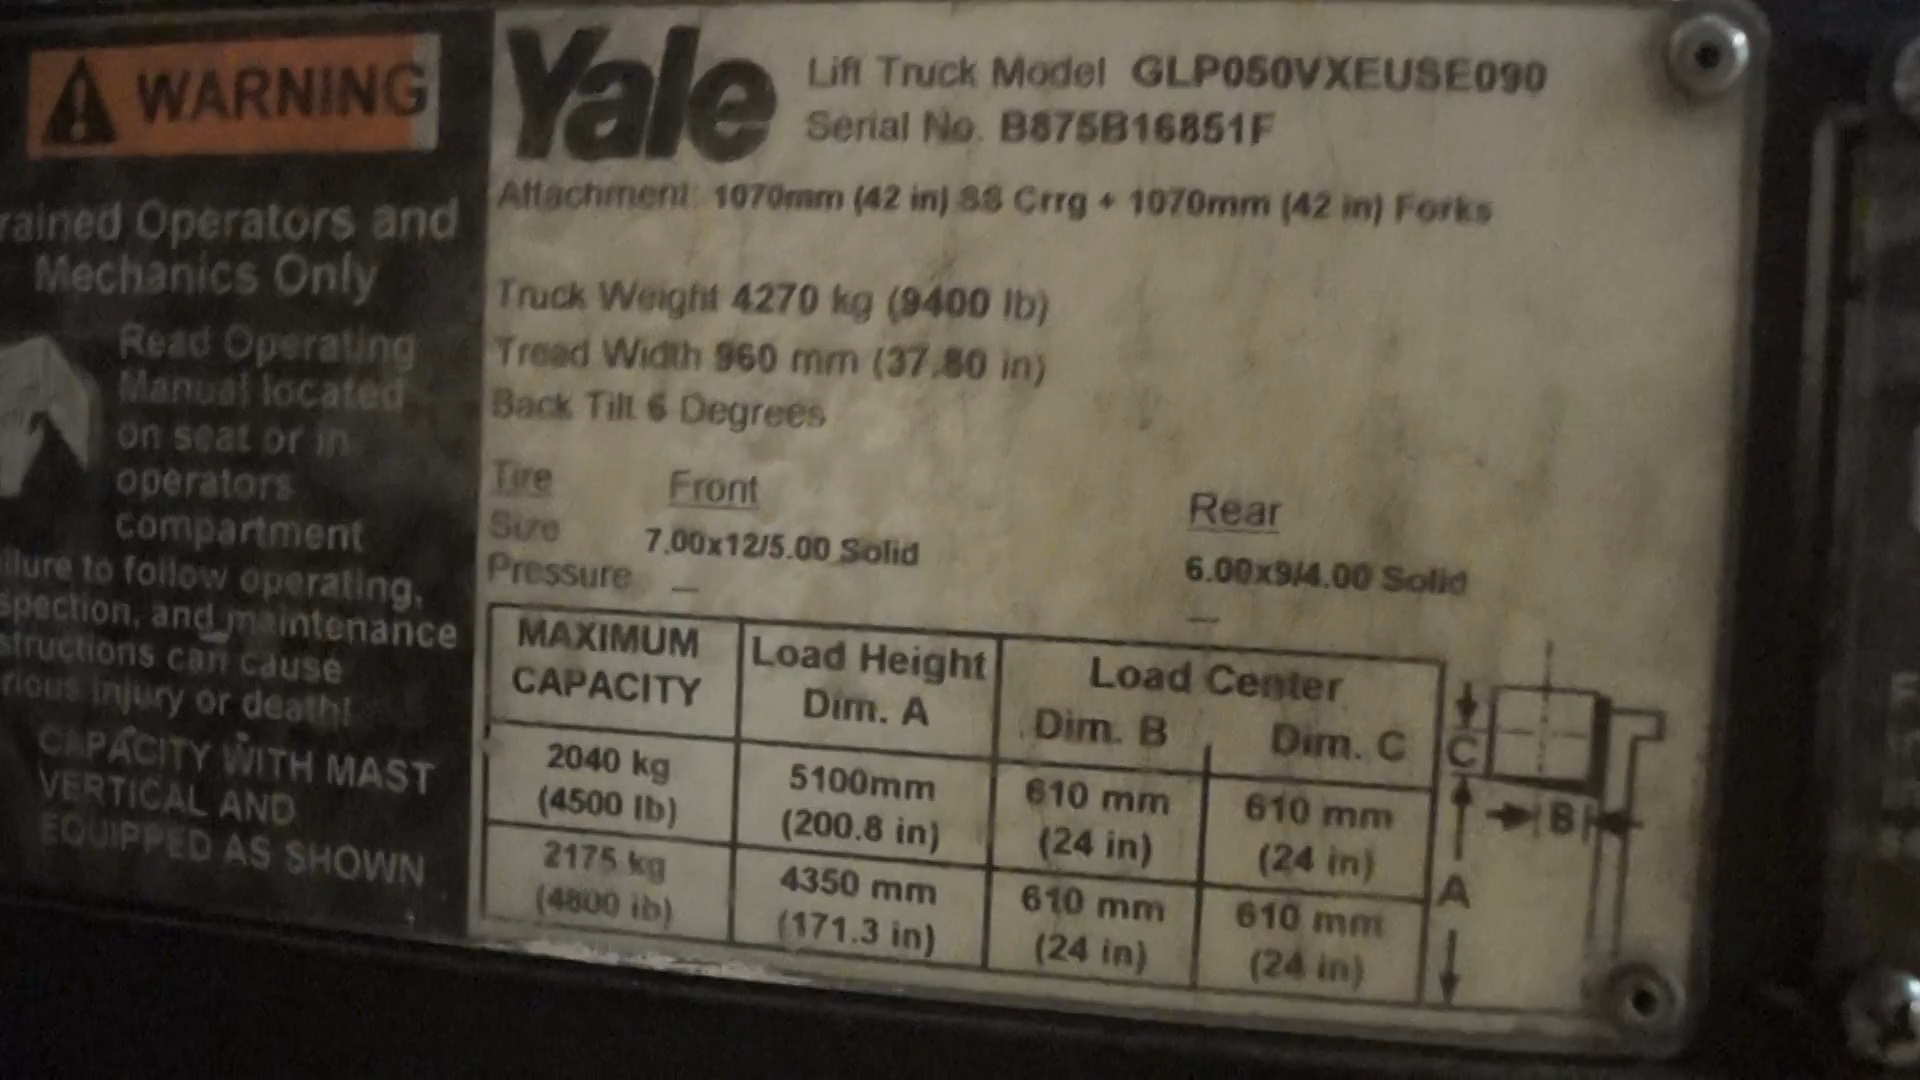 WARNING
rained Operators and
Mechanics Only
Read Operating
Manual located
on seat or in
operators
compartment
ilure to follow operating,
spection, and maintenance
structions can cause
rious injury or death!
CAPACITY WITH MAST
VERTICAL AND
EQUIPPED AS SHOWN
Yale
Lift Truck Model GLP050VXEUSE090
Serial No. B875B16851F
Attachment: 1070mm (42 in) SS Crrg + 1070mm (42 in) Forks
Truck Weight 4270 kg (9400 lb)
Tread Width 960 mm (37.80 in)
Back Tilt 6 Degrees
Tire Front Rear
Size 7.00x12/5.00 Solid 6.00x9/4.00 Solid
Pressure — —
MAXIMUM CAPACITY
Load Height Dim. A
Load Center
Dim. B Dim. C
2040 kg 5100mm 610 mm 610 mm
(4500 lb) (200.8 in) (24 in) (24 in)
2175 kg 4350 mm 610 mm 610 mm
(4800 lb) (171.3 in) (24 in) (24 in)
C
B
A